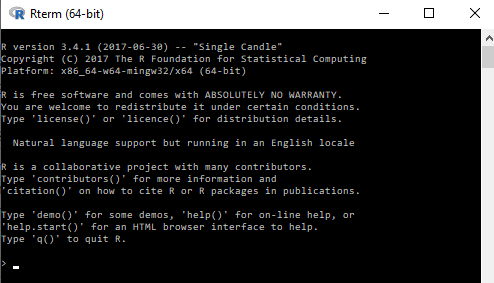 Rterm (64-bit)
R version 3.4.1 (2017-06-30) -- "Single Candle"
Copyright (C) 2017 The R Foundation for Statistical Computing
Platform: x86_64-w64-mingw32/x64 (64-bit)
R is free software and comes with ABSOLUTELY NO WARRANTY.
You are welcome to redistribute it under certain conditions.
Type 'license()' or 'licence()' for distribution details.
Natural language support but running in an English locale
R is a collaborative project with many contributors.
Type 'contributors()' for more information and
'citation()' on how to cite R or R packages in publications.
Type 'demo()' for some demos, 'help()' for on-line help, or
'help.start()' for an HTML browser interface to help.
Type 'q()' to quit R.
>